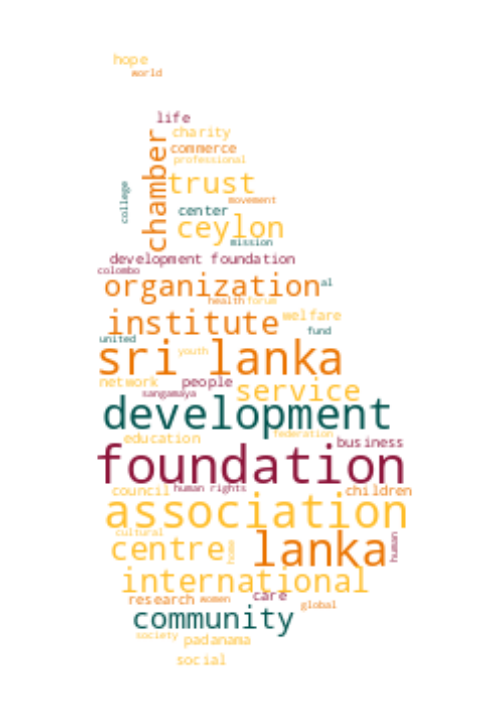 hope
world
life
charity
chamber
commerce
professional
trust
college
movement
center
ceylon
mission
development foundation
colombo
organization
al
health
forum
institute
welfare
fund
united
sri lanka
youth
network
people
service
sangamaya
development
education
federation
business
foundation
council
human rights
children
association
cultural
centre
home
lanka
human
international
research
women
care
global
community
society
padanama
social